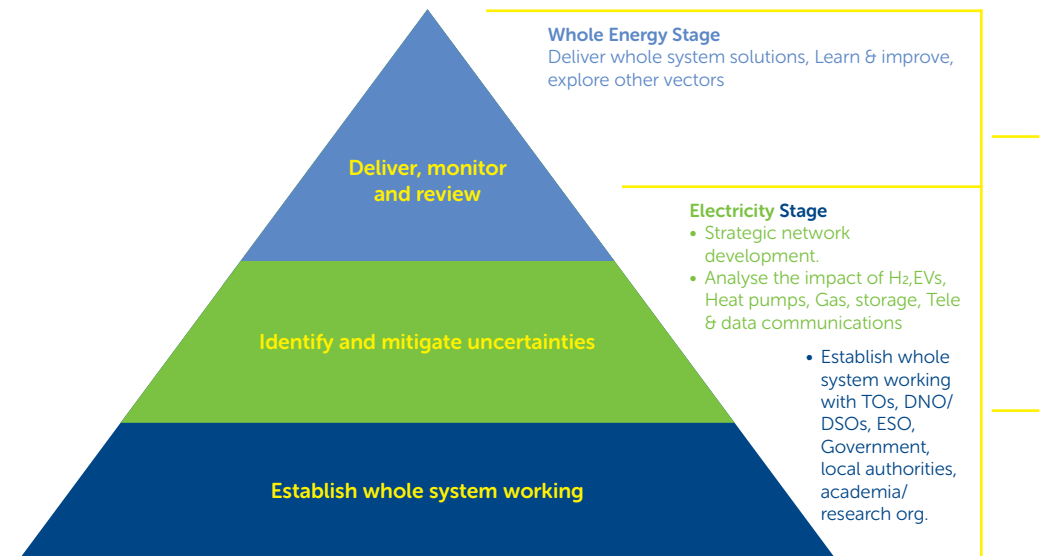 Whole Energy Stage
Deliver whole system solutions, Learn & improve,
explore other vectors
Deliver, monitor
and review
Electricity Stage
• Strategic network
development.
• Analyse the impact of H₂,EVs,
Heat pumps, Gas, storage, Tele
& data communications
Identify and mitigate uncertainties
• Establish whole
system working
with TOs, DNO/
DSOs, ESO,
Government,
local authorities,
academia/
research org.
Establish whole system working